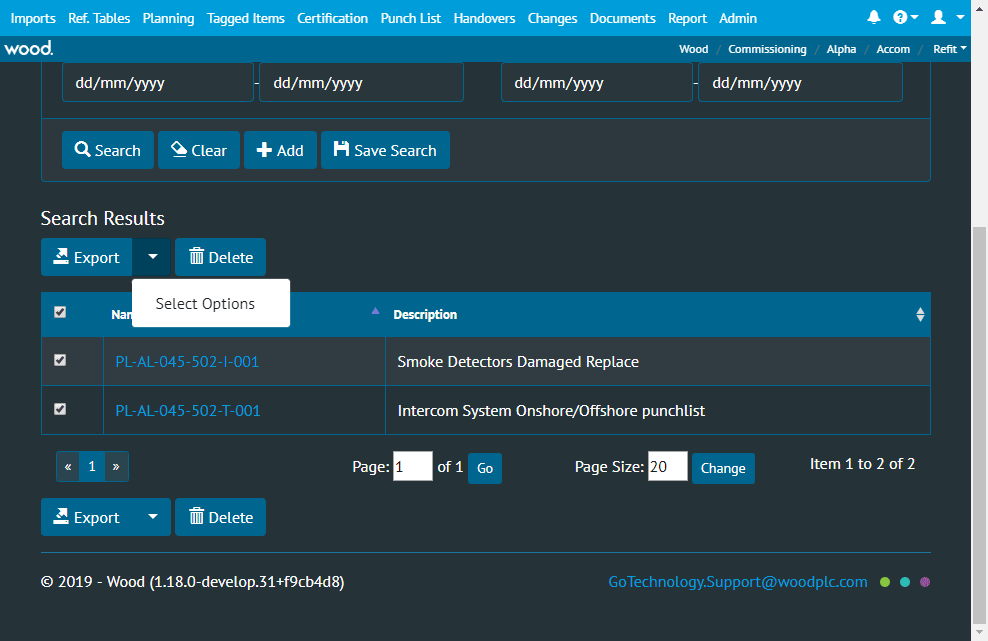 Imports Ref. Tables Planning Tagged Items Certification Punch List Handovers Changes Documents Report Admin
wood. Wood / Commissioning / Alpha / Accom / Refit
dd/mm/yyyy - dd/mm/yyyy dd/mm/yyyy - dd/mm/yyyy
Search Clear Add Save Search
Search Results
Export Delete
Select Options
Description
PL-AL-045-502-I-001 Smoke Detectors Damaged Replace
PL-AL-045-502-T-001 Intercom System Onshore/Offshore punchlist
« 1 » Page: 1 of 1 Go Page Size: 20 Change Item 1 to 2 of 2
Export Delete
© 2019 - Wood (1.18.0-develop.31+f9cb4d8) GoTechnology.Support@woodplc.com